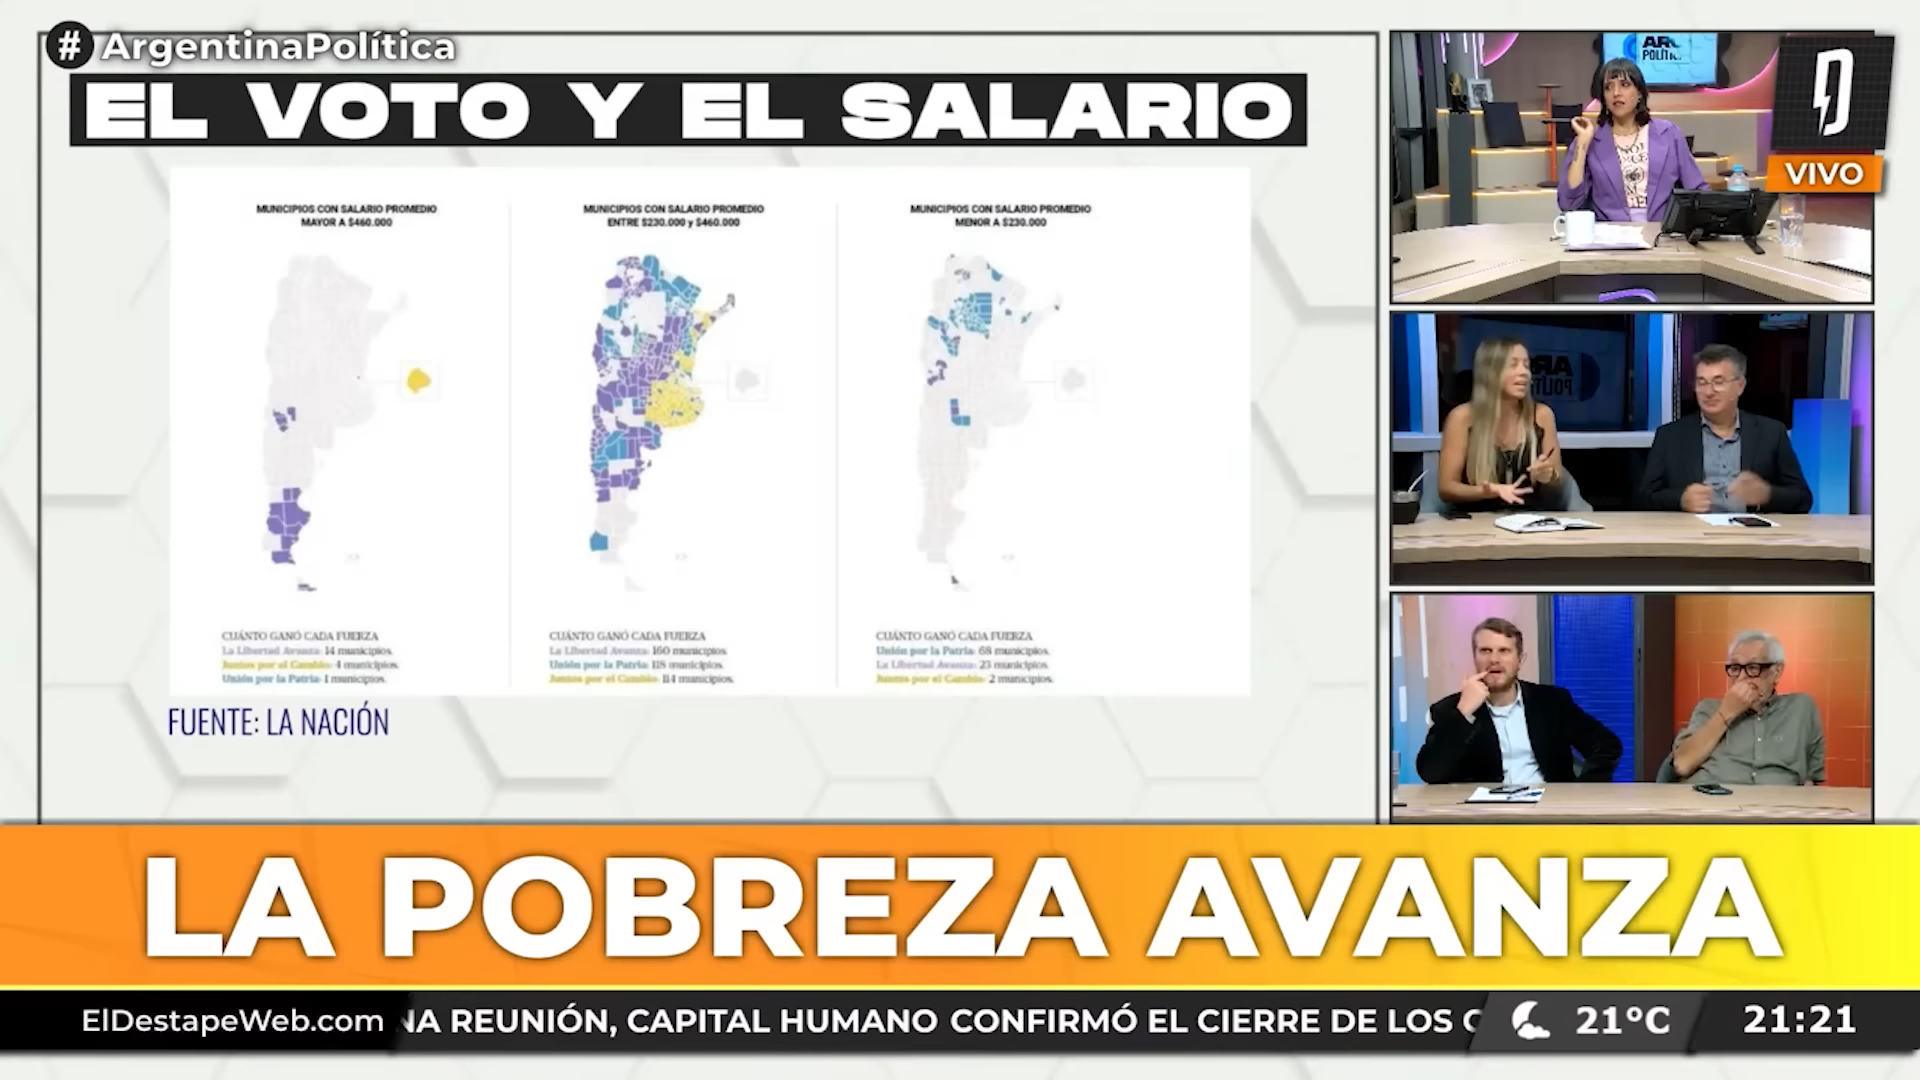 # ArgentinaPolítica
EL VOTO Y EL SALARIO
MUNICIPIOS CON SALARIO PROMEDIO
MAYOR A $460.000
MUNICIPIOS CON SALARIO PROMEDIO
ENTRE $230.000 y $460.000
MUNICIPIOS CON SALARIO PROMEDIO
MENOR A $230.000
CUÁNTO GANÓ CADA FUERZA
La Libertad Avanza: 14 municipios.
Juntos por el Cambio: 4 municipios.
Unión por la Patria: 1 municipios.
CUÁNTO GANÓ CADA FUERZA
La Libertad Avanza: 160 municipios.
Unión por la Patria: 118 municipios.
Juntos por el Cambio: 114 municipios.
CUÁNTO GANÓ CADA FUERZA
Unión por la Patria: 68 municipios.
La Libertad Avanza: 23 municipios.
Juntos por el Cambio: 2 municipios.
FUENTE: LA NACIÓN
VIVO
LA POBREZA AVANZA
ElDestapeWeb.com
NA REUNIÓN, CAPITAL HUMANO CONFIRMÓ EL CIERRE DE LOS
21°C
21:21